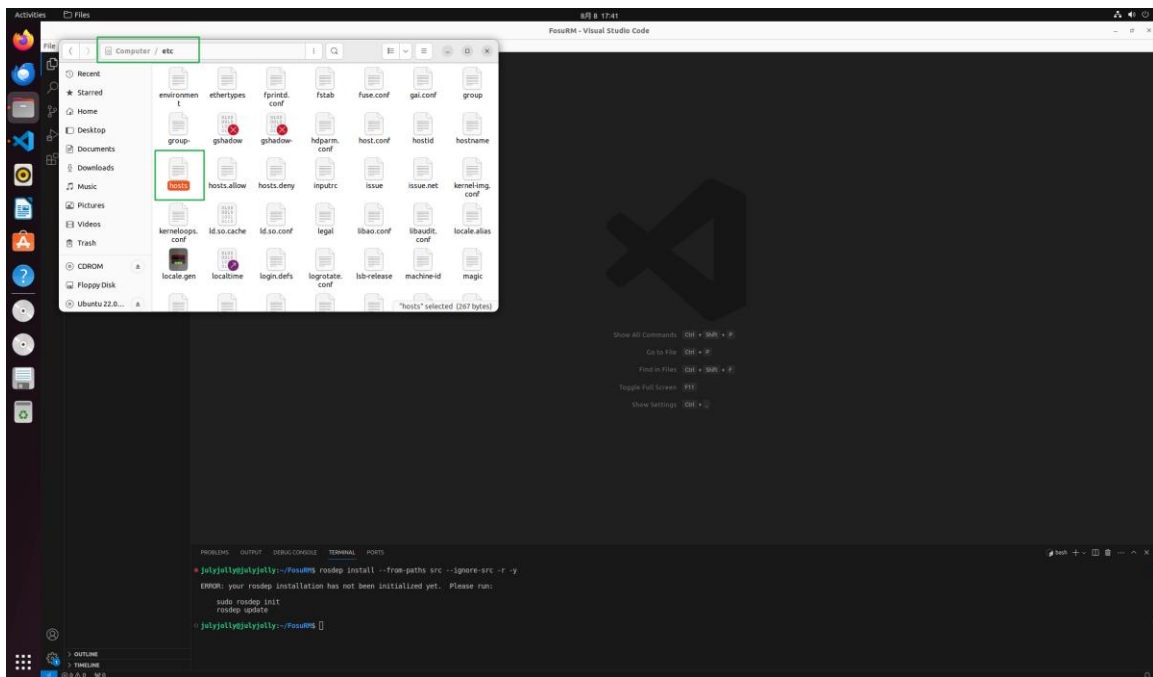 Activities Files 8月 8 17:41
FosuRM - Visual Studio Code
File
Computer / etc
Recent
Starred
Home
Desktop
Documents
Downloads
Music
Pictures
Videos
Trash
CDROM
Floppy Disk
Ubuntu 22.0...
environmen
t
ethertypes
fprintd.
conf
fstab
fuse.conf
gai.conf
group
group-
gshadow
gshadow-
hdparm.
conf
host.conf
hostid
hostname
hosts
hosts.allow
hosts.deny
inputrc
issue
issue.net
kernel-img.
conf
kerneloops.
conf
ld.so.cache
ld.so.conf
legal
libao.conf
libaudit.
conf
locale.alias
locale.gen
localtime
login.defs
logrotate.
conf
lsb-release
machine-id
magic
"hosts" selected (267 bytes)
Show All Commands Ctrl + Shift + P
Go to File Ctrl + P
Find in Files Ctrl + Shift + F
Toggle Full Screen F11
Show Settings Ctrl + ,
PROBLEMS OUTPUT DEBUG CONSOLE TERMINAL PORTS
bash
julyjolly@julyjolly:~/FosuRM$ rosdep install --from-paths src --ignore-src -r -y
ERROR: your rosdep installation has not been initialized yet. Please run:
sudo rosdep init
rosdep update
julyjolly@julyjolly:~/FosuRM$
OUTLINE
TIMELINE